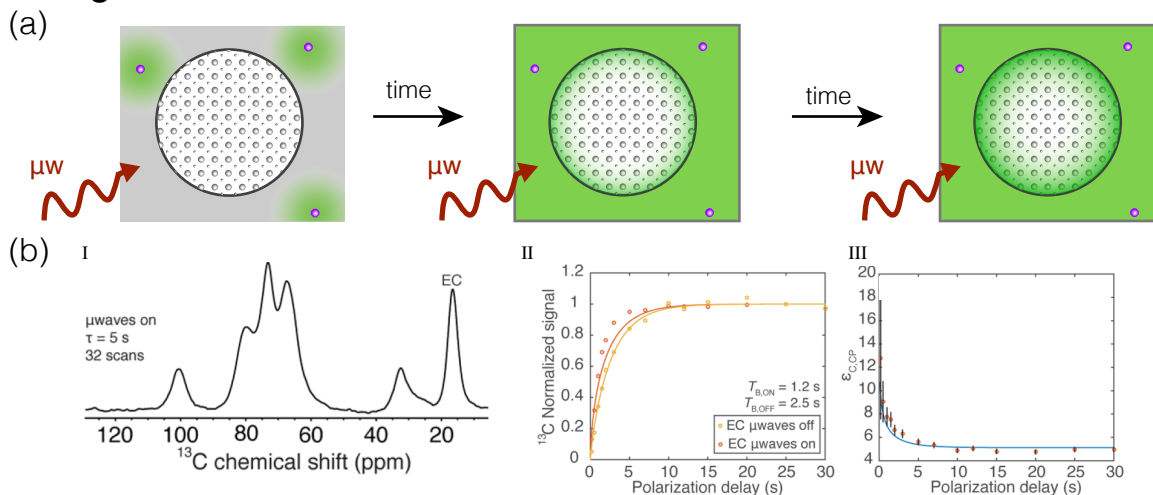 (a)
time
time
μw
μw
μw
(b)
I
II
III
EC
μwaves on
τ = 5 s
32 scans
120 100 80 60 40 20
¹³C chemical shift (ppm)
¹³C Normalized signal
1.2
1
0.8
0.6
0.4
0.2
0
T_B,ON = 1.2 s
T_B,OFF = 2.5 s
EC μwaves off
EC μwaves on
0 5 10 15 20 25 30
Polarization delay (s)
ε_C,CP
20
18
16
14
12
10
8
6
4
0 5 10 15 20 25 30
Polarization delay (s)